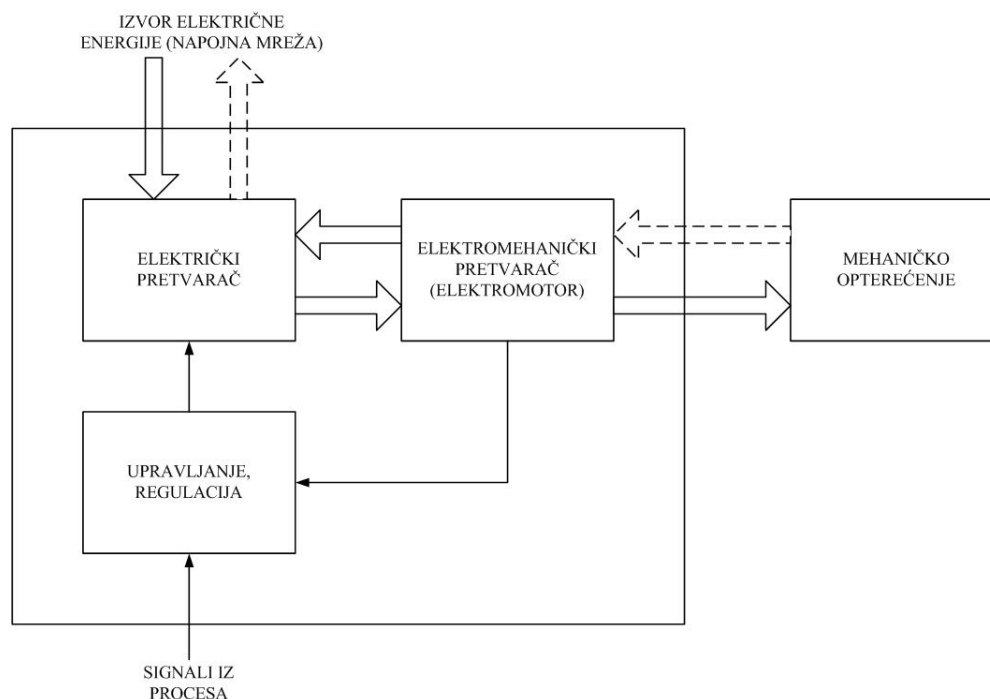 IZVOR ELEKTRIČNE
ENERGIJE (NAPOJNA MREŽA)
ELEKTRIČKI
PRETVARAČ
ELEKTROMEHANIČKI
PRETVARAČ
(ELEKTROMOTOR)
MEHANIČKO
OPTEREĆENJE
UPRAVLJANJE,
REGULACIJA
SIGNALI IZ
PROCESA